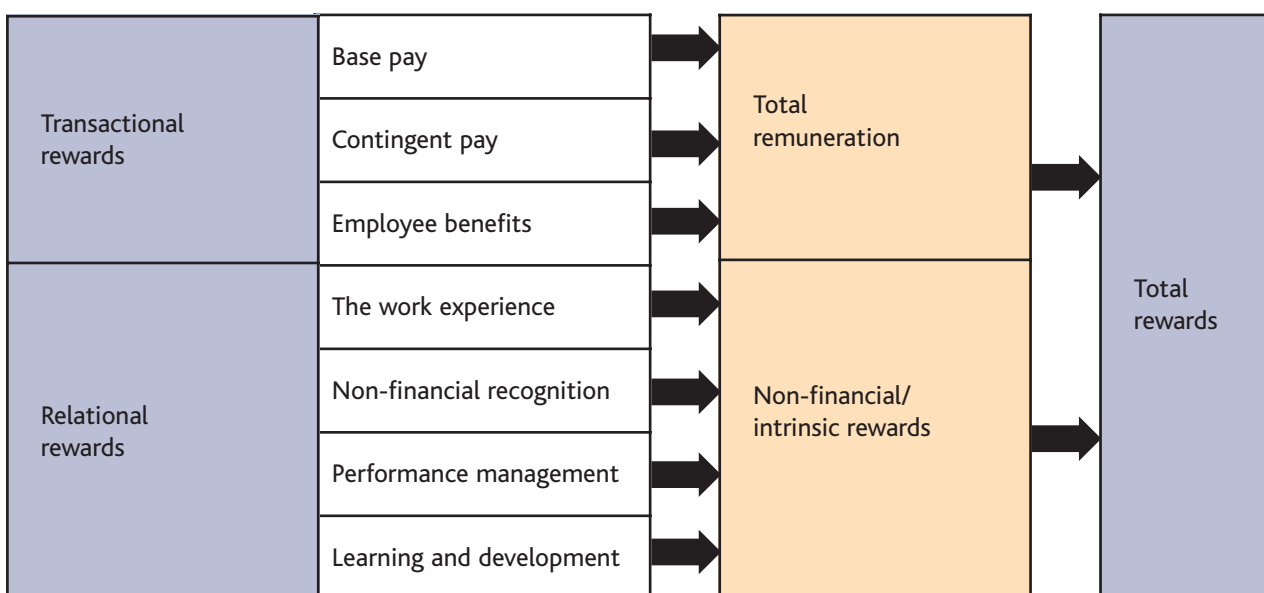 Transactional
rewards
Base pay
Contingent pay
Employee benefits
Total
remuneration
Relational
rewards
The work experience
Non-financial recognition
Performance management
Learning and development
Non-financial/
intrinsic rewards
Total
rewards